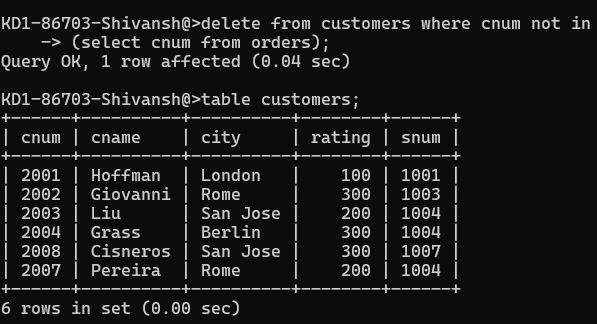 KD1-86703-Shivansh@>delete from customers where cnum not in
    -> (select cnum from orders);
Query OK, 1 row affected (0.04 sec)
KD1-86703-Shivansh@>table customers;
+------+----------+----------+--------+------+
| cnum | cname    | city     | rating | snum |
+------+----------+----------+--------+------+
| 2001 | Hoffman  | London   |    100 | 1001 |
| 2002 | Giovanni | Rome     |    300 | 1003 |
| 2003 | Liu      | San Jose |    200 | 1004 |
| 2004 | Grass    | Berlin   |    300 | 1004 |
| 2008 | Cisneros | San Jose |    300 | 1007 |
| 2007 | Pereira  | Rome     |    200 | 1004 |
+------+----------+----------+--------+------+
6 rows in set (0.00 sec)